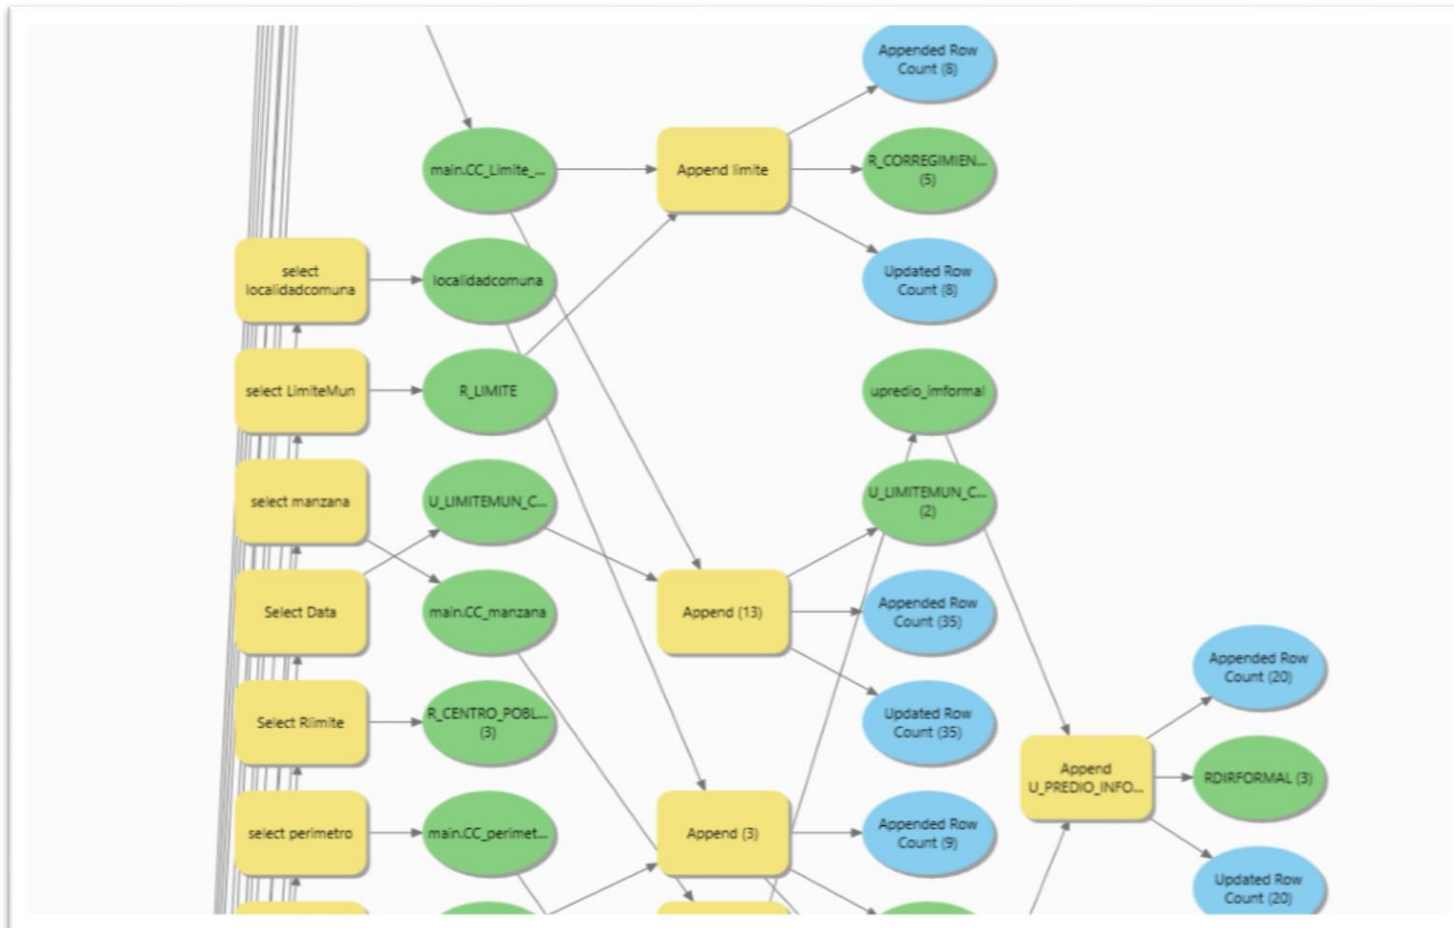 Appended Row
Count (8)
main.CC_Limite_...
Append limite
R_CORREGIMIEN...
(5)
select
localidadcomuna
localidadcomuna
Updated Row
Count (8)
select LimiteMun
R_LIMITE
upredio_imformal
select manzana
U_LIMITEMUN_C...
U_LIMITEMUN_C...
(2)
Select Data
main.CC_manzana
Append (13)
Appended Row
Count (35)
Select Rlimite
R_CENTRO_POBL...
(3)
Updated Row
Count (35)
Appended Row
Count (20)
Append
U_PREDIO_INFO...
RDIRFORMAL (3)
select perimetro
main.CC_perimet...
Append (3)
Appended Row
Count (9)
Updated Row
Count (20)